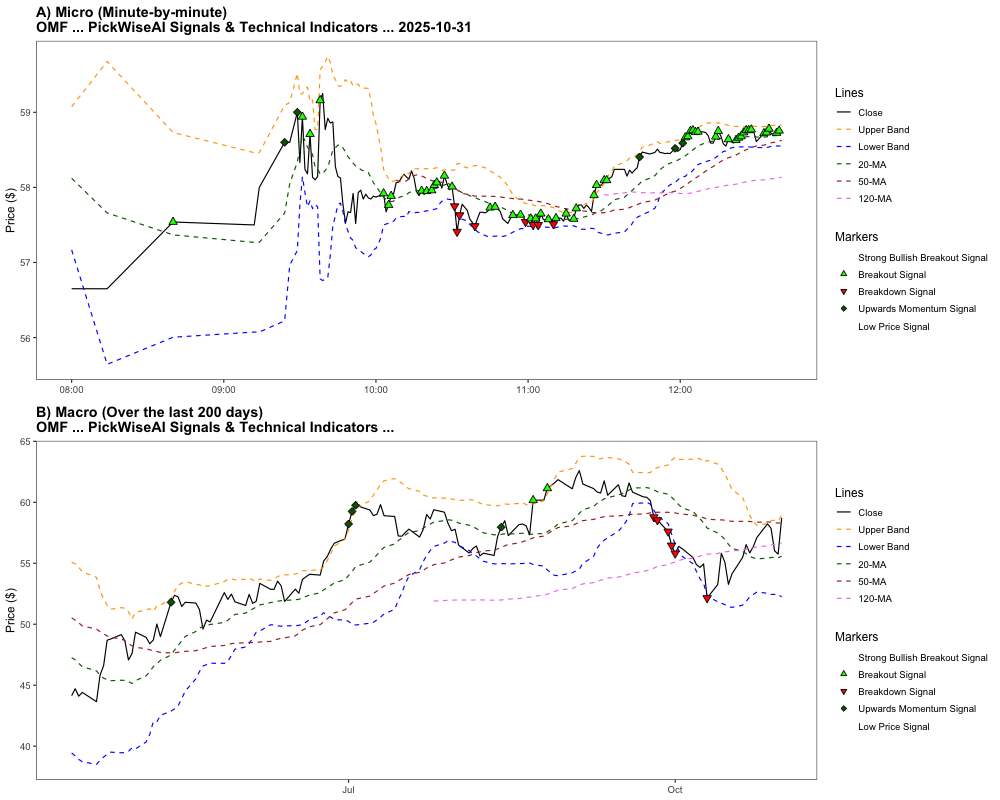 A) Micro (Minute-by-minute)
OMF ... PickWiseAI Signals & Technical Indicators ... 2025-10-31
Price ($)
59
58
57
56
08:00
09:00
10:00
11:00
12:00
Lines
Close
Upper Band
Lower Band
20-MA
50-MA
120-MA
Markers
Strong Bullish Breakout Signal
Breakout Signal
Breakdown Signal
Upwards Momentum Signal
Low Price Signal
B) Macro (Over the last 200 days)
OMF ... PickWiseAI Signals & Technical Indicators ...
Price ($)
65
60
55
50
45
40
Jul
Oct
Lines
Close
Upper Band
Lower Band
20-MA
50-MA
120-MA
Markers
Strong Bullish Breakout Signal
Breakout Signal
Breakdown Signal
Upwards Momentum Signal
Low Price Signal